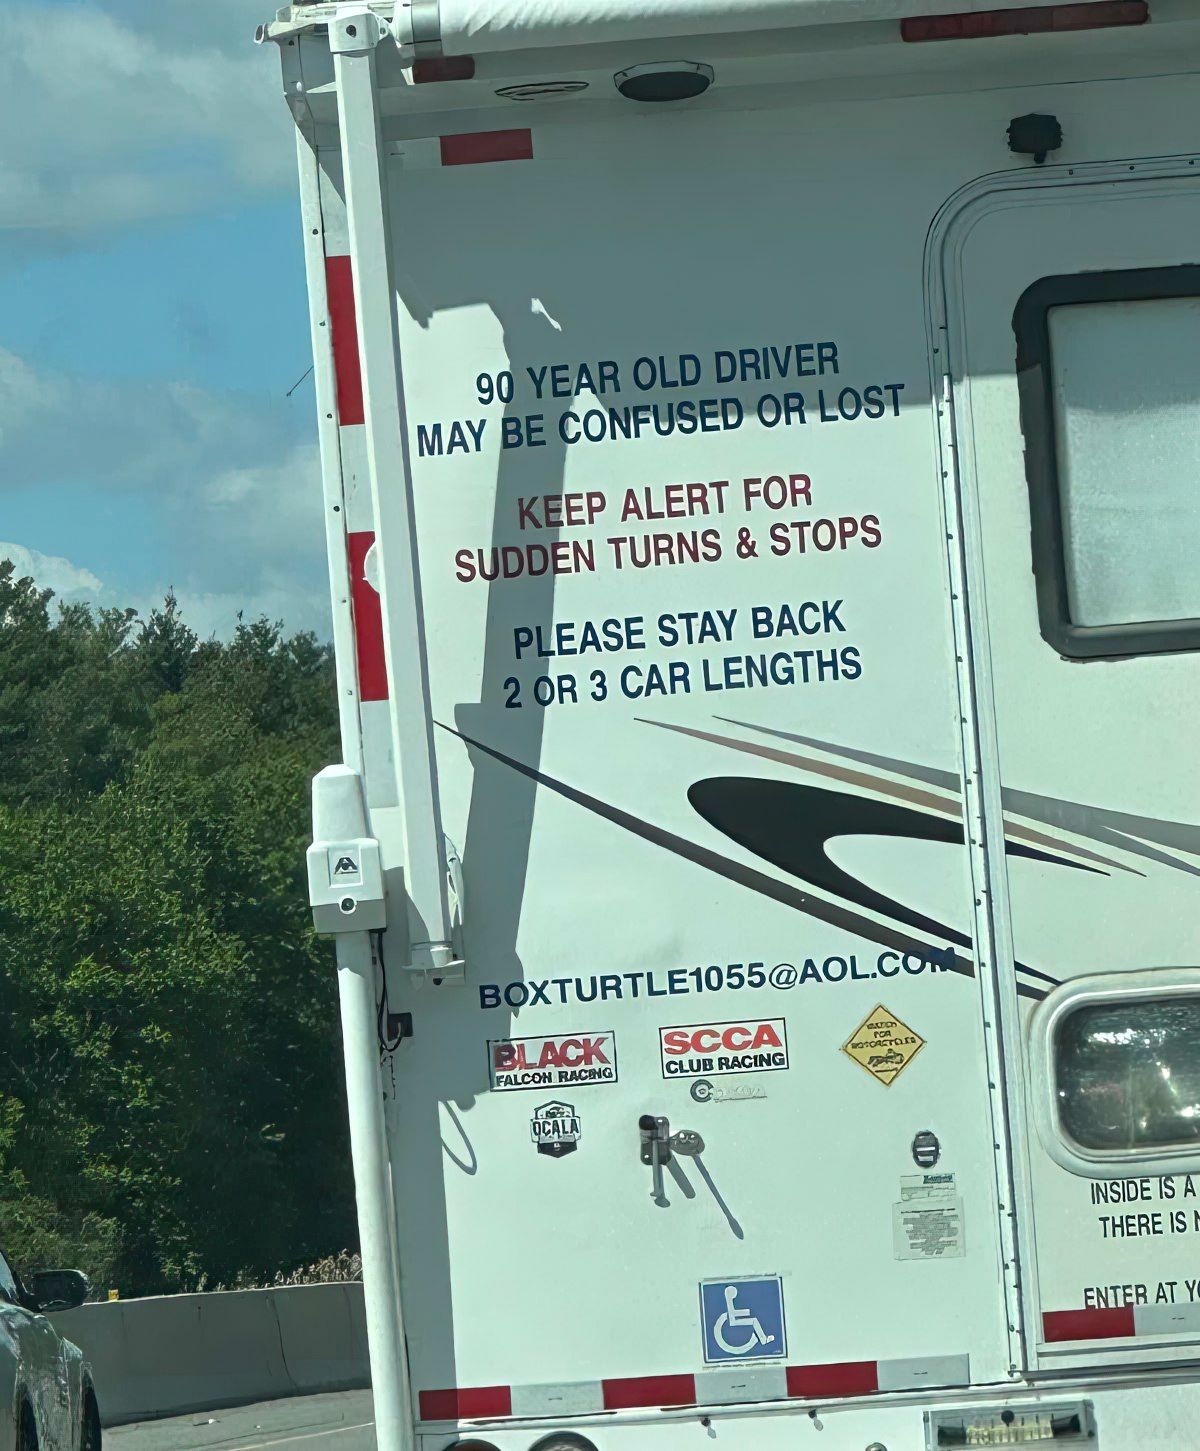 90 YEAR OLD DRIVER
MAY BE CONFUSED OR LOST
KEEP ALERT FOR
SUDDEN TURNS & STOPS
PLEASE STAY BACK
2 OR 3 CAR LENGTHS
BOXTURTLE1055@AOL.COM
BLACK
FALCON RACING
SCCA
CLUB RACING
FOR
MOTORCYCLES
OCALA
INSIDE IS A
THERE IS
ENTER AT